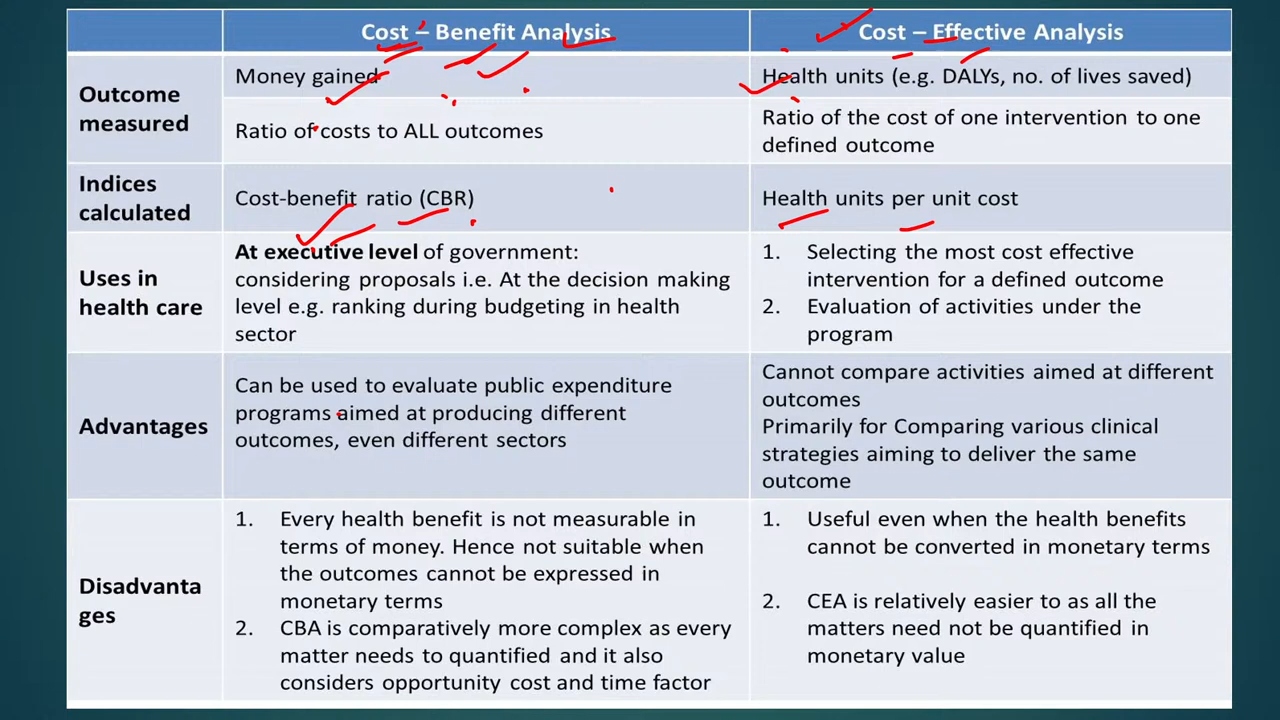 Cost – Benefit Analysis
Cost – Effective Analysis
Outcome
measured
Money gained
Health units (e.g. DALYs, no. of lives saved)
Ratio of costs to ALL outcomes
Ratio of the cost of one intervention to one
defined outcome
Indices
calculated
Cost-benefit ratio (CBR)
Health units per unit cost
Uses in
health care
At executive level of government:
considering proposals i.e. At the decision making
level e.g. ranking during budgeting in health
sector
1. Selecting the most cost effective
intervention for a defined outcome
2. Evaluation of activities under the
program
Advantages
Can be used to evaluate public expenditure
programs aimed at producing different
outcomes, even different sectors
Cannot compare activities aimed at different
outcomes
Primarily for Comparing various clinical
strategies aiming to deliver the same
outcome
Disadvanta
ges
1. Every health benefit is not measurable in
terms of money. Hence not suitable when
the outcomes cannot be expressed in
monetary terms
2. CBA is comparatively more complex as every
matter needs to quantified and it also
considers opportunity cost and time factor
1. Useful even when the health benefits
cannot be converted in monetary terms
2. CEA is relatively easier to as all the
matters need not be quantified in
monetary value